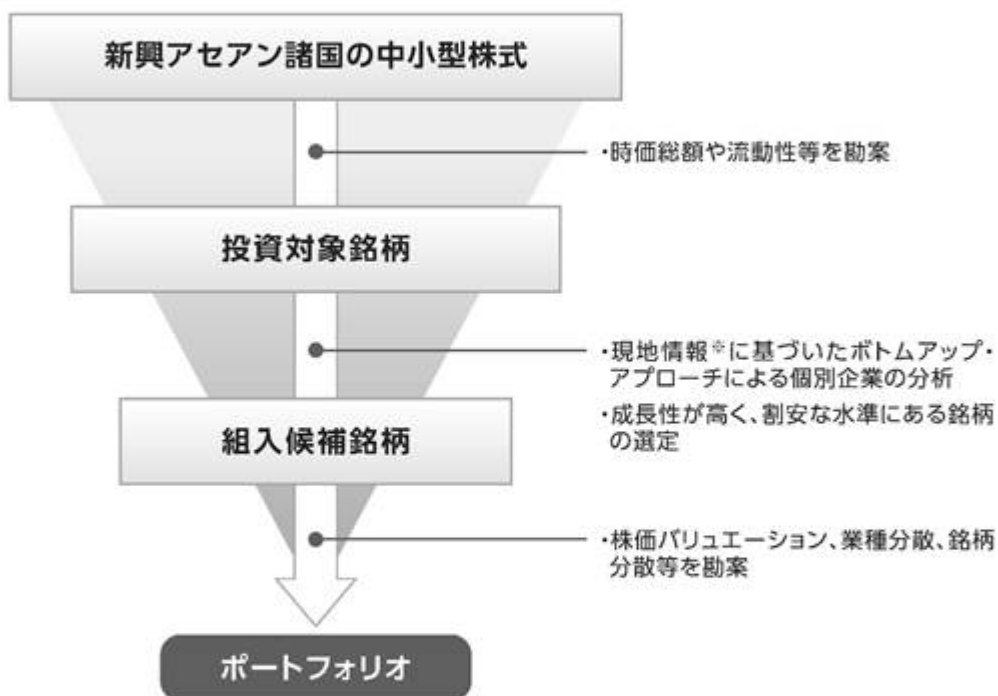 新興アセアン諸国の中小型株式
・時価総額や流動性等を勘案
投資対象銘柄
・現地情報※に基づいたボトムアップ・
アプローチによる個別企業の分析
・成長性が高く、割安な水準にある銘柄
の選定
組入候補銘柄
・株価バリュエーション、業種分散、銘柄
分散等を勘案
ポートフォリオ